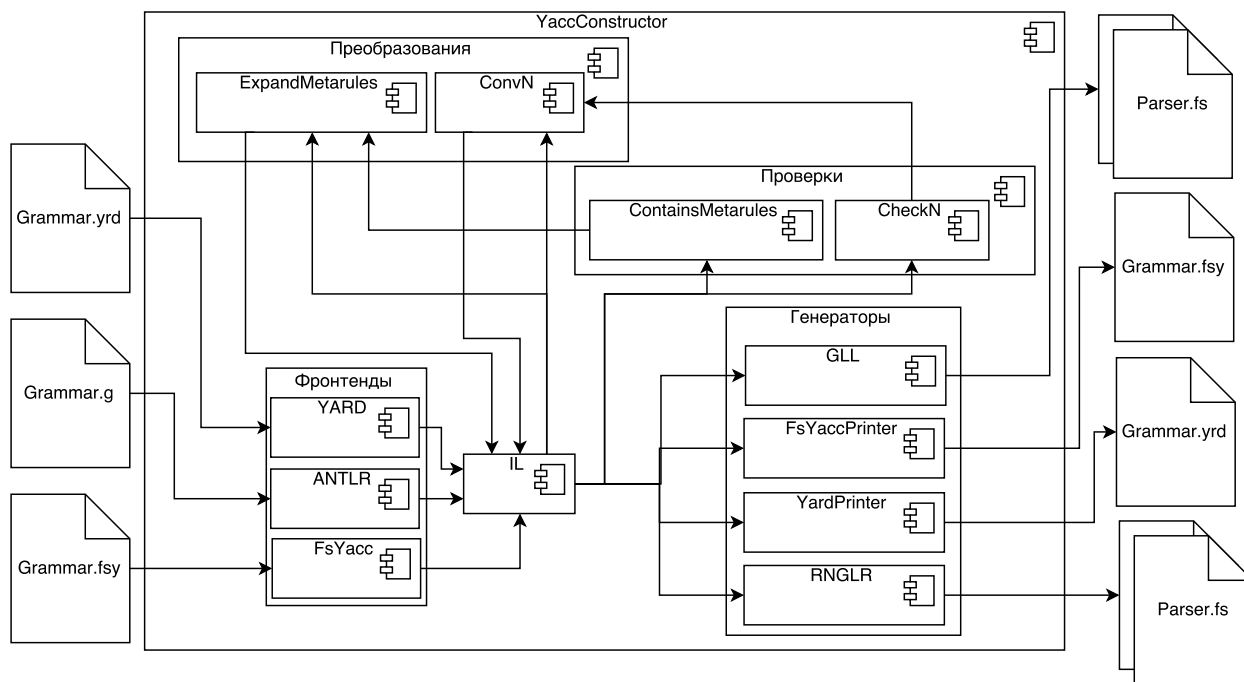 YaccConstructor
Преобразования
ExpandMetarules
ConvN
Parser.fs
Grammar.yrd
Проверки
ContainsMetarules
CheckN
Grammar.fsy
Генераторы
GLL
Фронтенды
YARD
Grammar.g
FsYaccPrinter
Grammar.yrd
IL
ANTLR
YardPrinter
FsYacc
Grammar.fsy
RNGLR
Parser.fs